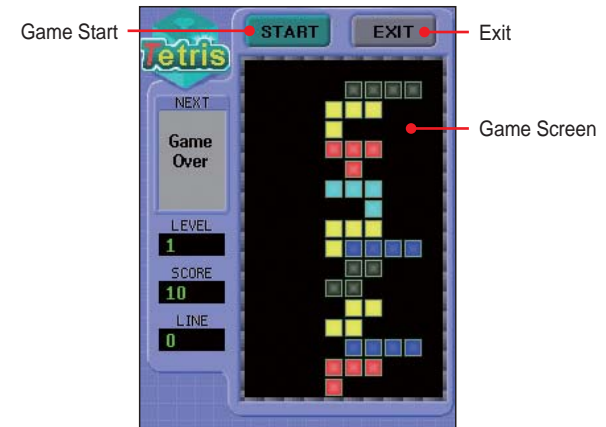 Game Start
START
EXIT
Exit
Tetris
NEXT
Game
Over
Game Screen
LEVEL
1
SCORE
10
LINE
0